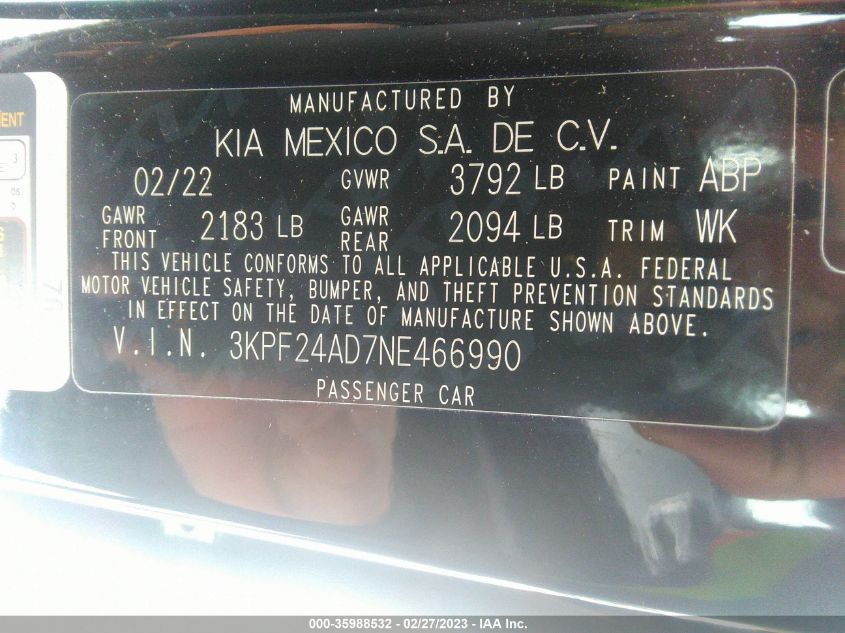 MENT
3
MANUFACTURED BY
KIA MEXICO S.A. DE C.V.
02/22 GVWR 3792 LB PAINT ABP
GAWR FRONT 2183 LB GAWR REAR 2094 LB TRIM WK
THIS VEHICLE CONFORMS TO ALL APPLICABLE U.S.A. FEDERAL
MOTOR VEHICLE SAFETY, BUMPER, AND THEFT PREVENTION STANDARDS
IN EFFECT ON THE DATE OF MANUFACTURE SHOWN ABOVE.
V.I.N. 3KPF24AD7NE466990
PASSENGER CAR
000-35988532 - 02/27/2023 - IAA Inc.